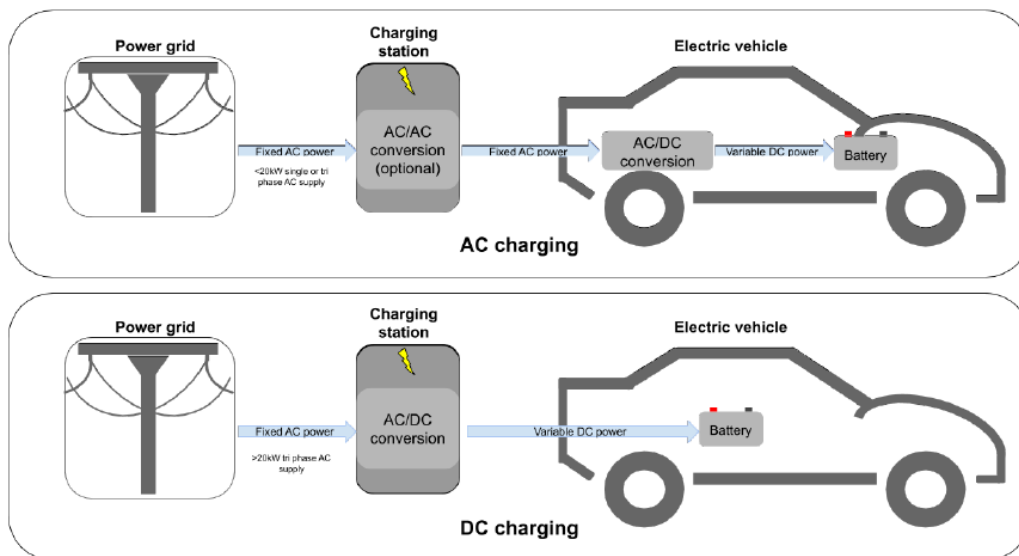 Power grid
Charging
station
Electric vehicle
AC/AC
conversion
(optional)
Fixed AC power
<20kW single or tri
phase AC supply
Fixed AC power
AC/DC
conversion
Variable DC power
Battery
AC charging
Power grid
Charging
station
Electric vehicle
AC/DC
conversion
Fixed AC power
>20kW tri phase AC
supply
Variable DC power
Battery
DC charging